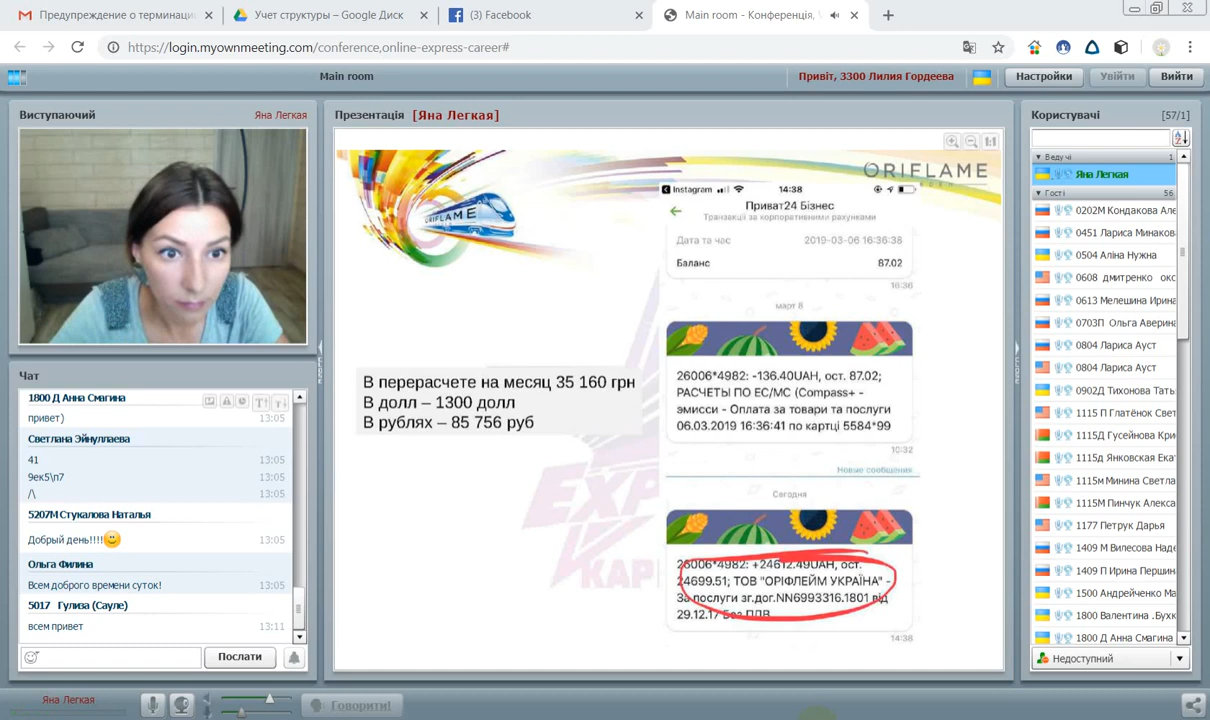 Предупреждение о терминаци
Учет структуры – Google Диск
(3) Facebook
Main room - Конференція, V
https://login.myownmeeting.com/conference,online-express-career#
Main room
Привіт, 3300 Лилия Гордеева
Настройки
Увійти
Вийти
Виступаючий
Яна Легкая
Презентація [Яна Легкая]
Користувачі
[57/1]
ORIFLAME
ORIFLAME
Instagram
14:38
Приват24 Бізнес
Транзакції за корпоративними рахунками
Дата та час
2019-03-06 16:36:38
Баланс
87.02
16:36
март 8
26006*4982: -136.40UAH, ост. 87.02;
РАСЧЕТЫ ПО ЕС/МС (Compass+ -
эмисси - Оплата за товари та послуги
06.03.2019 16:36:41 по картці 5584*99
10:32
Новые сообщения
Сегодня
26006*4982: +24612.49UAH, ост.
24699.51; ТОВ "ОРІФЛЕЙМ УКРАЇНА" -
За послуги зг.дог.NN6993316.1801 від
29.12.17 Без ПДВ
14:38
В перерасчете на месяц 35 160 грн
В долл – 1300 долл
В рублях – 85 756 руб
Чат
1800 Д Анна Смагина
привет)
13:05
Светлана Эйнуллаева
41
13:05
9ек5\п7
13:05
/\
13:05
5207М Стукалова Наталья
Добрый день!!!!
13:05
Ольга Филина
Всем доброго времени суток!
13:05
5017 Гулиза (Сауле)
всем привет
13:11
Послати
Ведучі
1
Яна Легкая
Гості
56
0202М Кондакова Але
0451 Лариса Минаков
0504 Аліна Нужна
0608 дмитренко окс
0613 Мелешина Ирина
0703П Ольга Аверина
0804 Лариса Ауст
0804 Лариса Ауст
0902Д Тихонова Тать
1115 П Глатёнок Свет
1115Д Гусейнова Кри
1115д Янковская Ека
1115м Минина Светла
1115М Пинчук Алекса
1177 Петрук Дарья
1409 М Вилесова Наде
1409 П Ирина Першин
1500 Андрейченко Ма
1800 Валентина .Бухк
1800 Д Анна Смагина
Недоступний
Яна Легкая
Говорити!